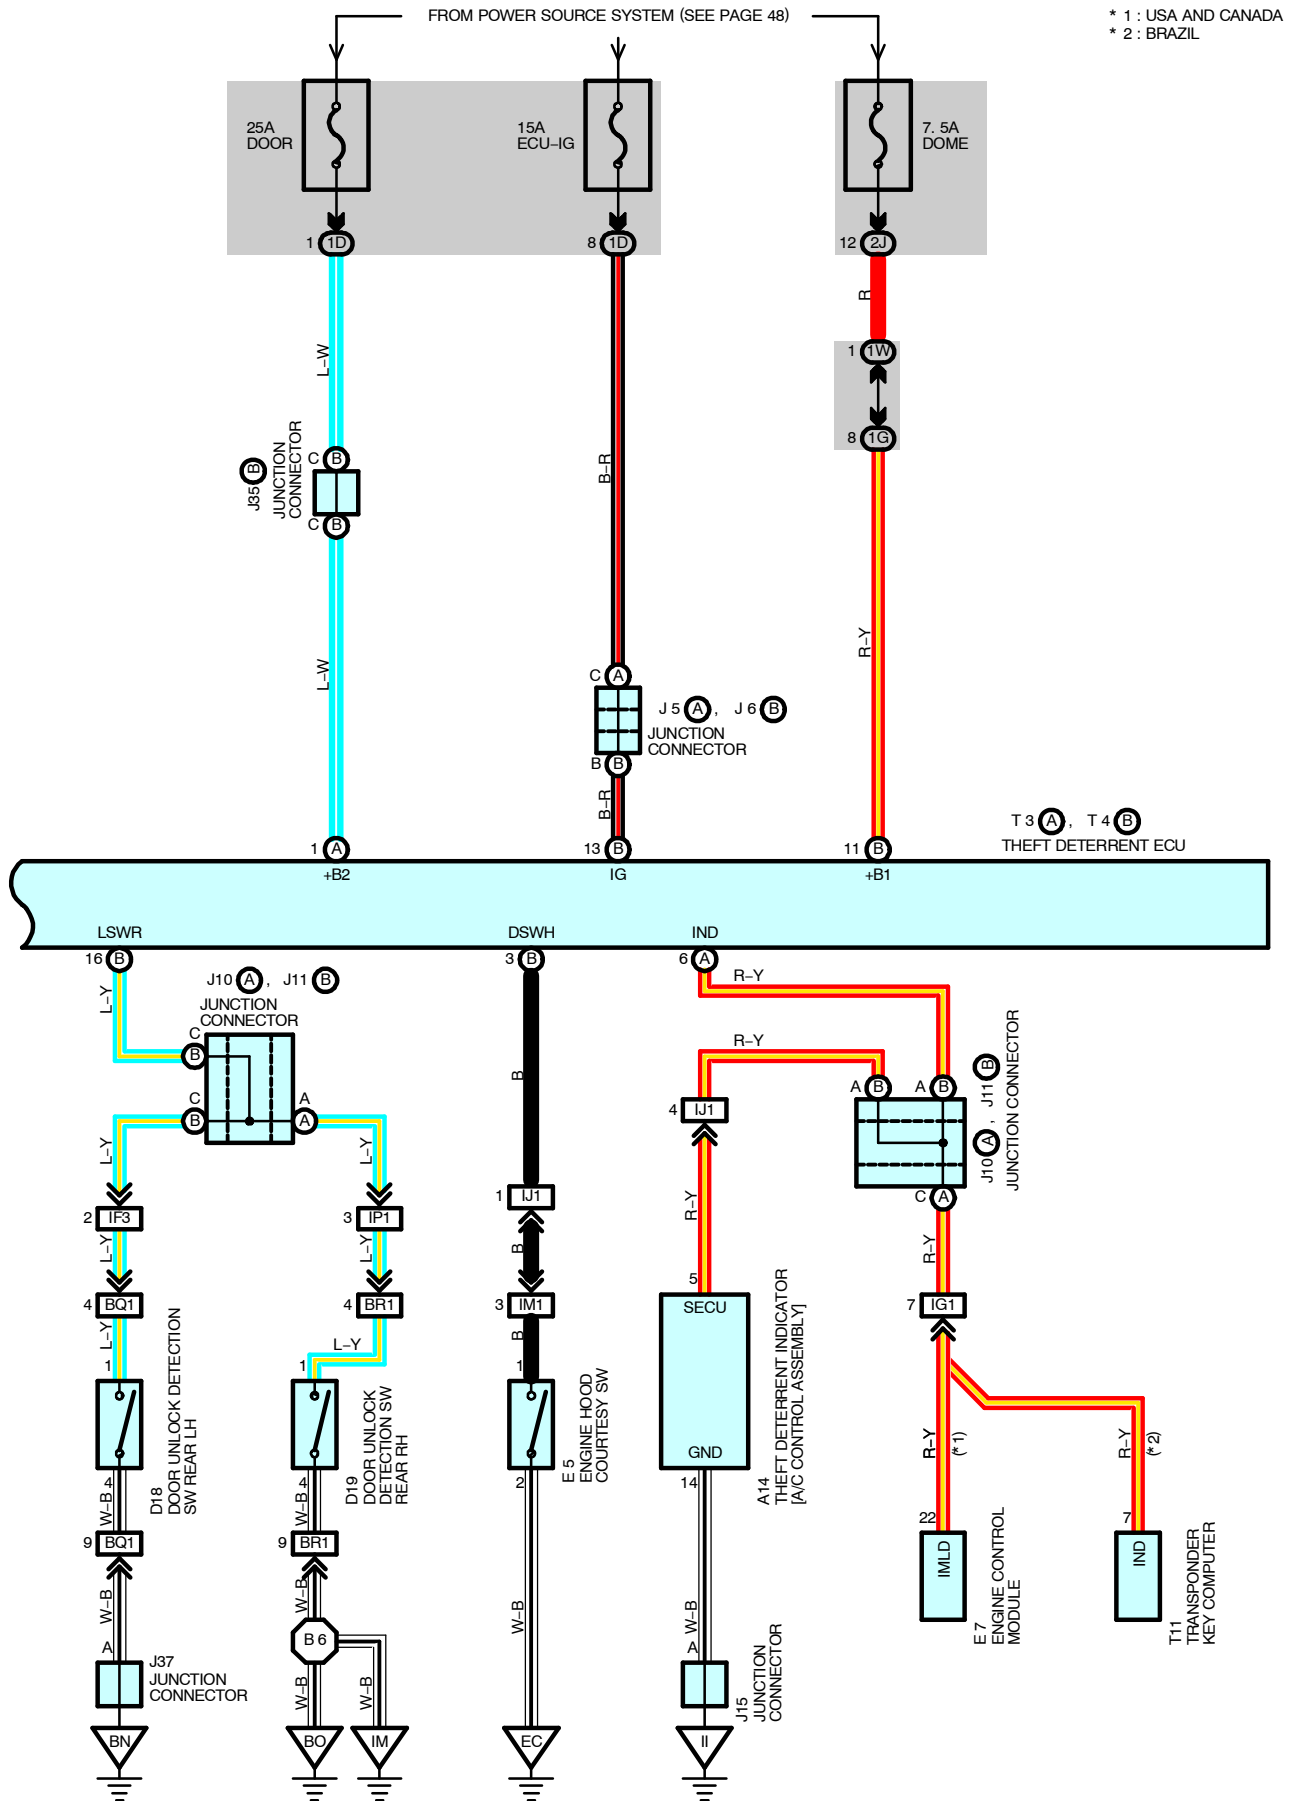 FROM POWER SOURCE SYSTEM (SEE PAGE 48)
* 1 : USA AND CANADA
* 2 : BRAZIL
25A
DOOR
15A
ECU-IG
7. 5A
DOME
1 1D
8 1D
12 2J
R
1 1W
8 1G
L-W
B-R
R-Y
C B
J35 B
JUNCTION
CONNECTOR
C B
L-W
C A
J 5 A , J 6 B
JUNCTION
CONNECTOR
B B
B-R
T 3 A , T 4 B
THEFT DETERRENT ECU
1 A
13 B
11 B
+B2
IG
+B1
LSWR
DSWH
IND
16 B
3 B
6 A
L-Y
J10 A , J11 B
JUNCTION
CONNECTOR
C
B
C
B
A
A
R-Y
R-Y
B
A B
A B
J10 A , J11 B
JUNCTION CONNECTOR
C A
4 IJ1
L-Y
L-Y
1 IJ1
R-Y
R-Y
2 IF3
3 IP1
B
L-Y
L-Y
4 BQ1
4 BR1
3 IM1
7 IG1
L-Y
L-Y
B
5
SECU
GND
14
A14
THEFT DETERRENT INDICATOR
[A/C CONTROL ASSEMBLY]
1
4
D18
DOOR UNLOCK DETECTION
SW REAR LH
1
4
D19
DOOR UNLOCK
DETECTION SW
REAR RH
1
2
E 5
ENGINE HOOD
COURTESY SW
R-Y
(* 1)
R-Y
(* 2)
W-B
W-B
9 BQ1
9 BR1
W-B
W-B
W-B
W-B
22
IMLD
E 7
ENGINE CONTROL
MODULE
7
IND
T11
TRANSPONDER
KEY COMPUTER
B 6
A
J37
JUNCTION
CONNECTOR
W-B
W-B
A
J15
JUNCTION
CONNECTOR
BN
BO
IM
EC
II